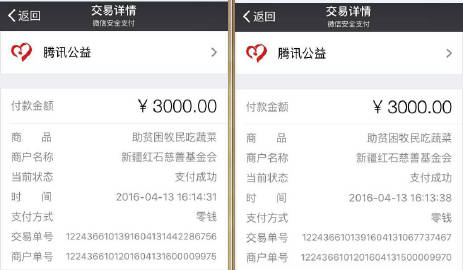 返回
交易详情
微信安全支付
腾讯公益
付款金额 ¥3000.00
商 品 助贫困牧民吃蔬菜
商户名称 新疆红石慈善基金会
当前状态 支付成功
时 间 2016-04-13 16:14:31
支付方式 零钱
交易单号 1224366101391604131442286756
商户单号 1224366101201604131600009975
返回
交易详情
微信安全支付
腾讯公益
付款金额 ¥3000.00
商 品 助贫困牧民吃蔬菜
商户名称 新疆红石慈善基金会
当前状态 支付成功
时 间 2016-04-13 16:13:38
支付方式 零钱
交易单号 1224366101391604131067737467
商户单号 1224366101201604131500009970